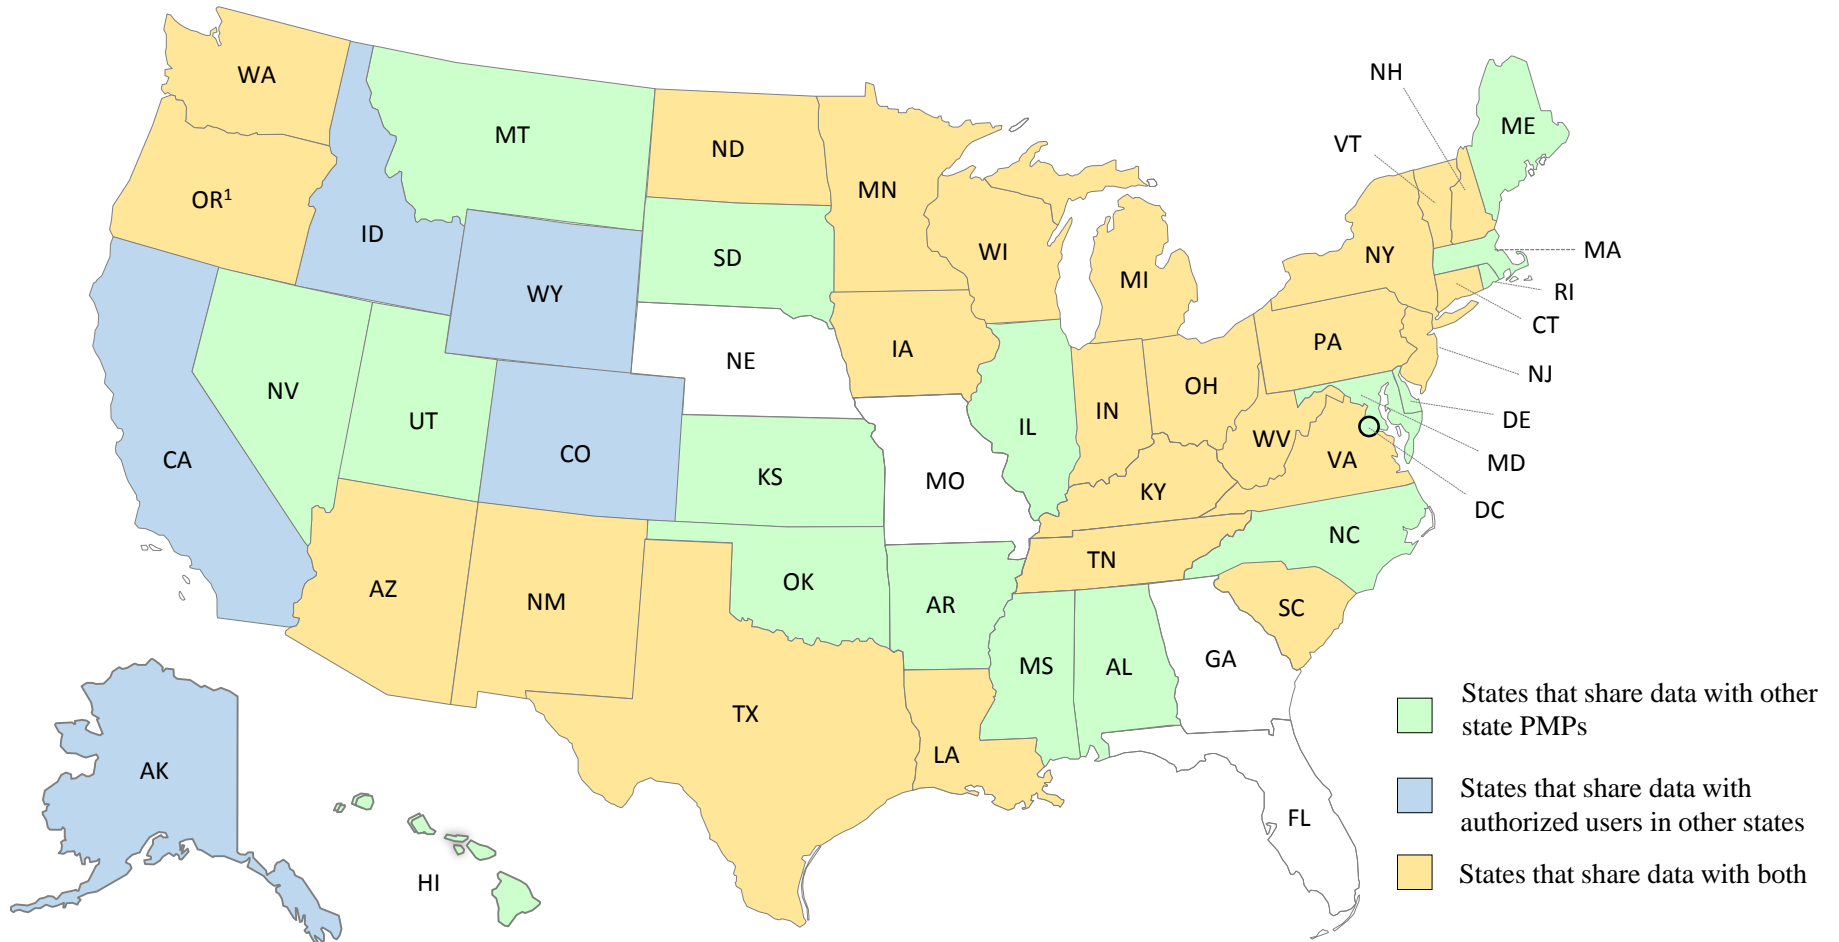 NH
WA
ME
MT
VT
ND
MN
OR¹
ID
WI
NY
MA
SD
MI
WY
RI
CT
PA
IA
NE
NJ
NV
OH
UT
IN
DE
IL
WV
CO
CA
VA
MD
KS
MO
KY
DC
NC
TN
OK
AZ
NM
AR
SC
GA
MS
AL
States that share data with other
state PMPs
TX
LA
AK
States that share data with
authorized users in other states
FL
HI
States that share data with both